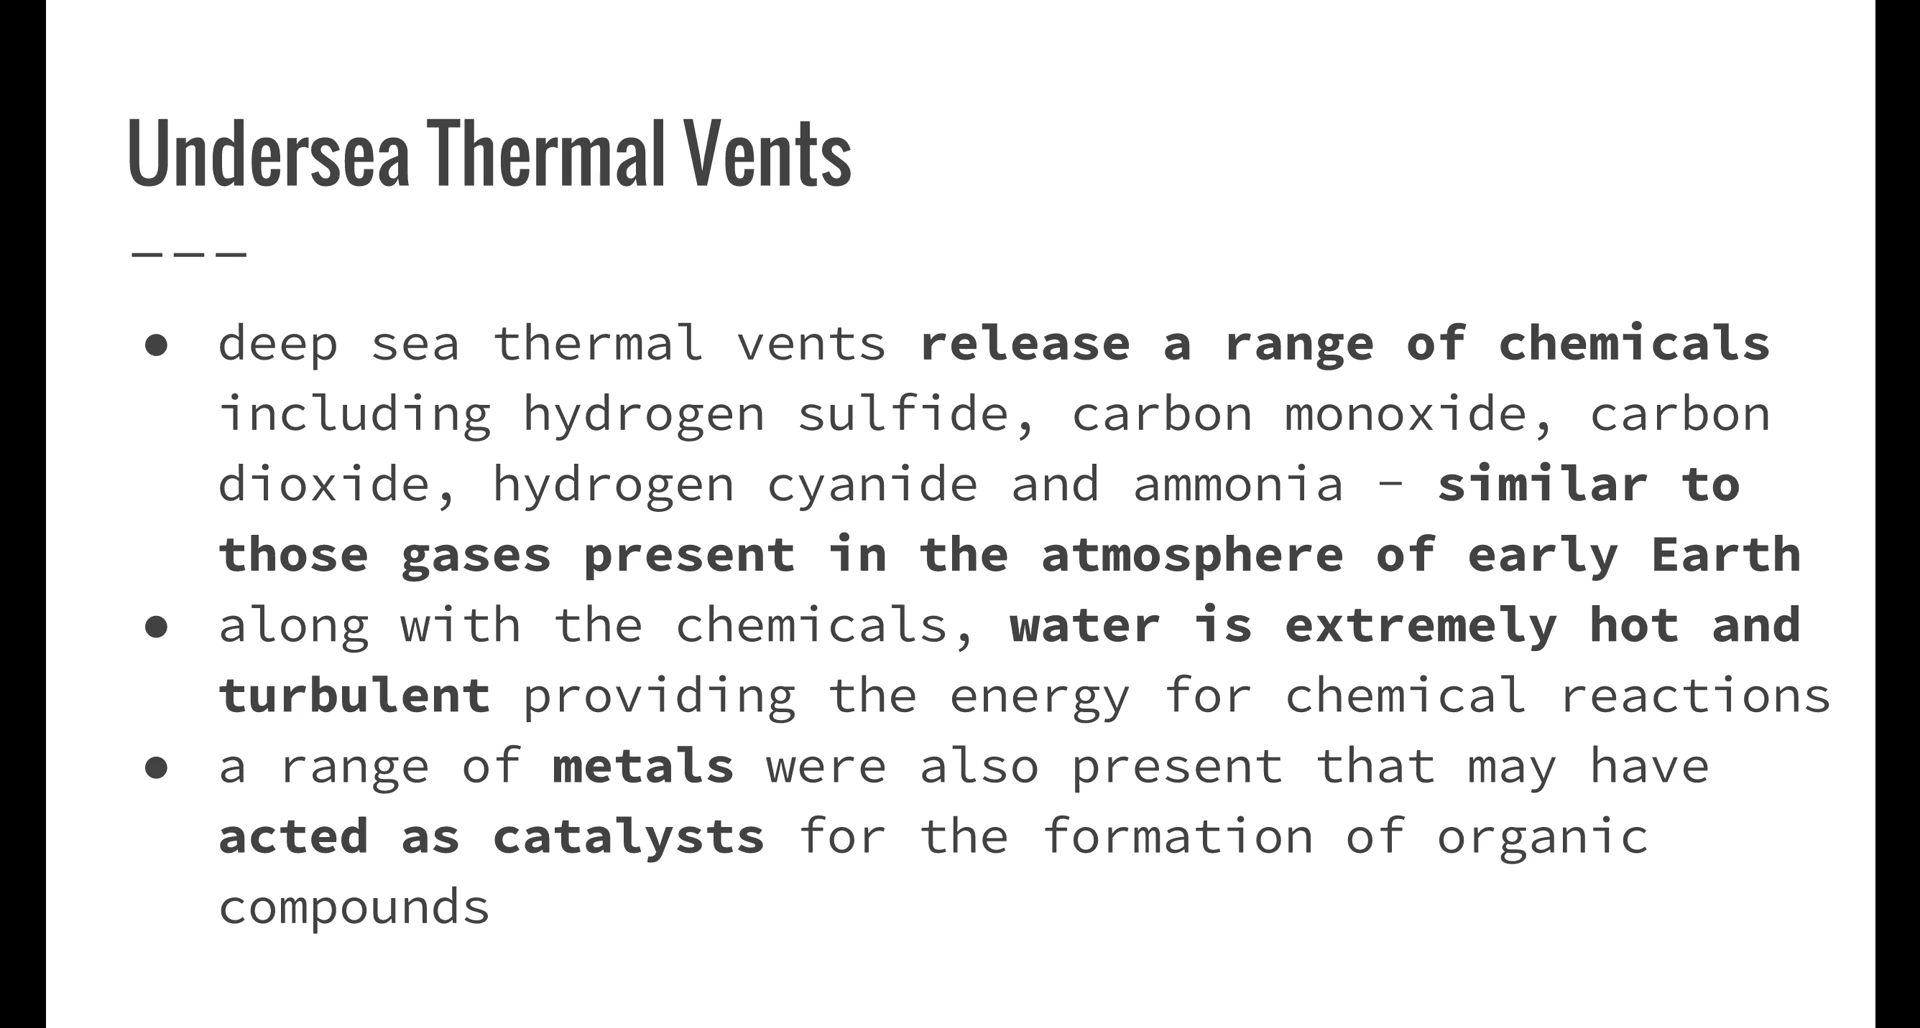 Undersea Thermal Vents
● deep sea thermal vents release a range of chemicals
including hydrogen sulfide, carbon monoxide, carbon
dioxide, hydrogen cyanide and ammonia – similar to
those gases present in the atmosphere of early Earth
● along with the chemicals, water is extremely hot and
turbulent providing the energy for chemical reactions
● a range of metals were also present that may have
acted as catalysts for the formation of organic
compounds